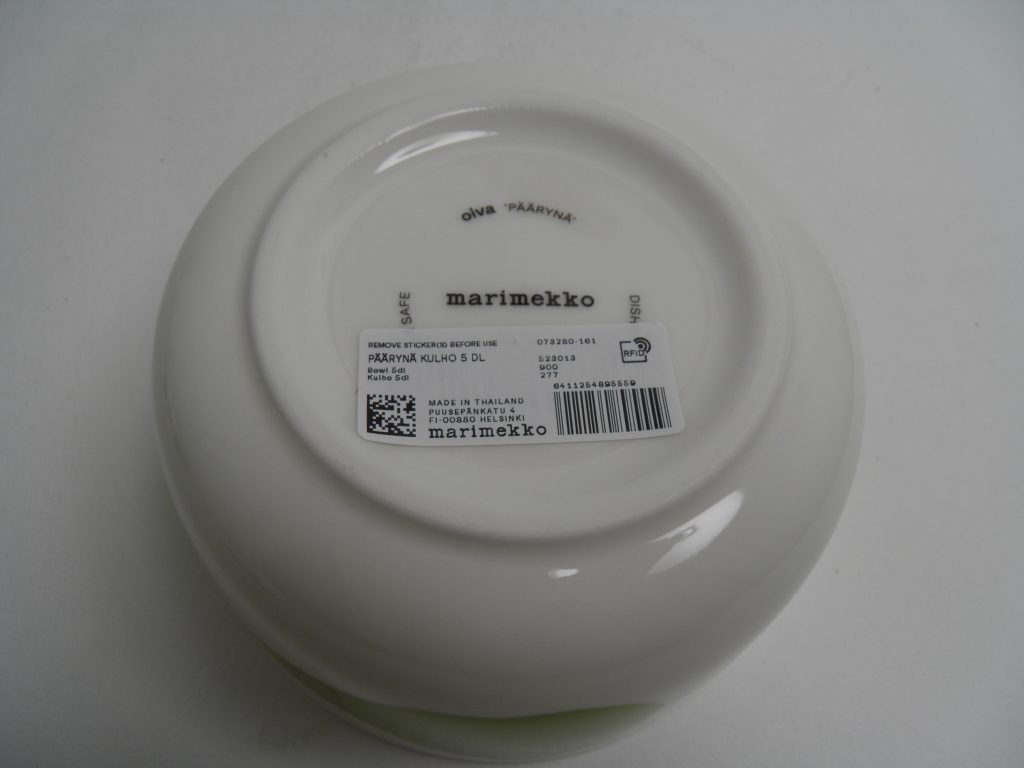 oiva 'PÄÄRYNÄ'
marimekko
SAFE
DISH
REMOVE STICKER(S) BEFORE USE
073280-161
PÄÄRYNÄ KULHO 5 DL
523013
Bowl 5dl
900
Kulho 5dl
277
RFID
6411254895559
MADE IN THAILAND
PUUSEPÄNKATU 4
FI-00880 HELSINKI
marimekko